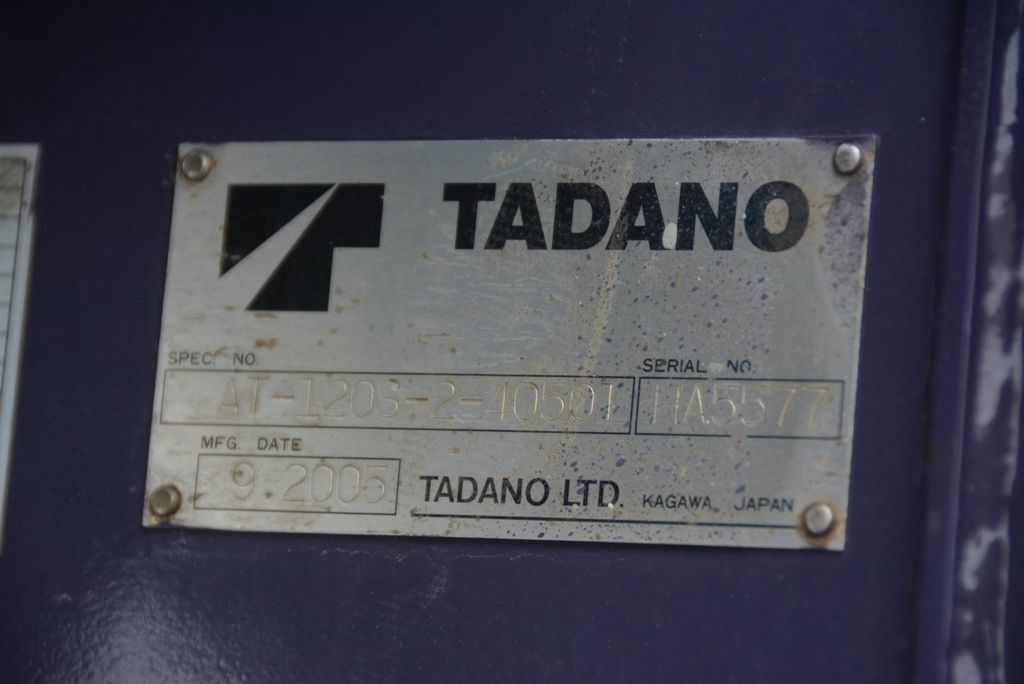 TADANO
SPEC. NO. SERIAL NO.
AT-120S-2-40501 HA5577
MFG. DATE
9 2005 TADANO LTD. KAGAWA, JAPAN